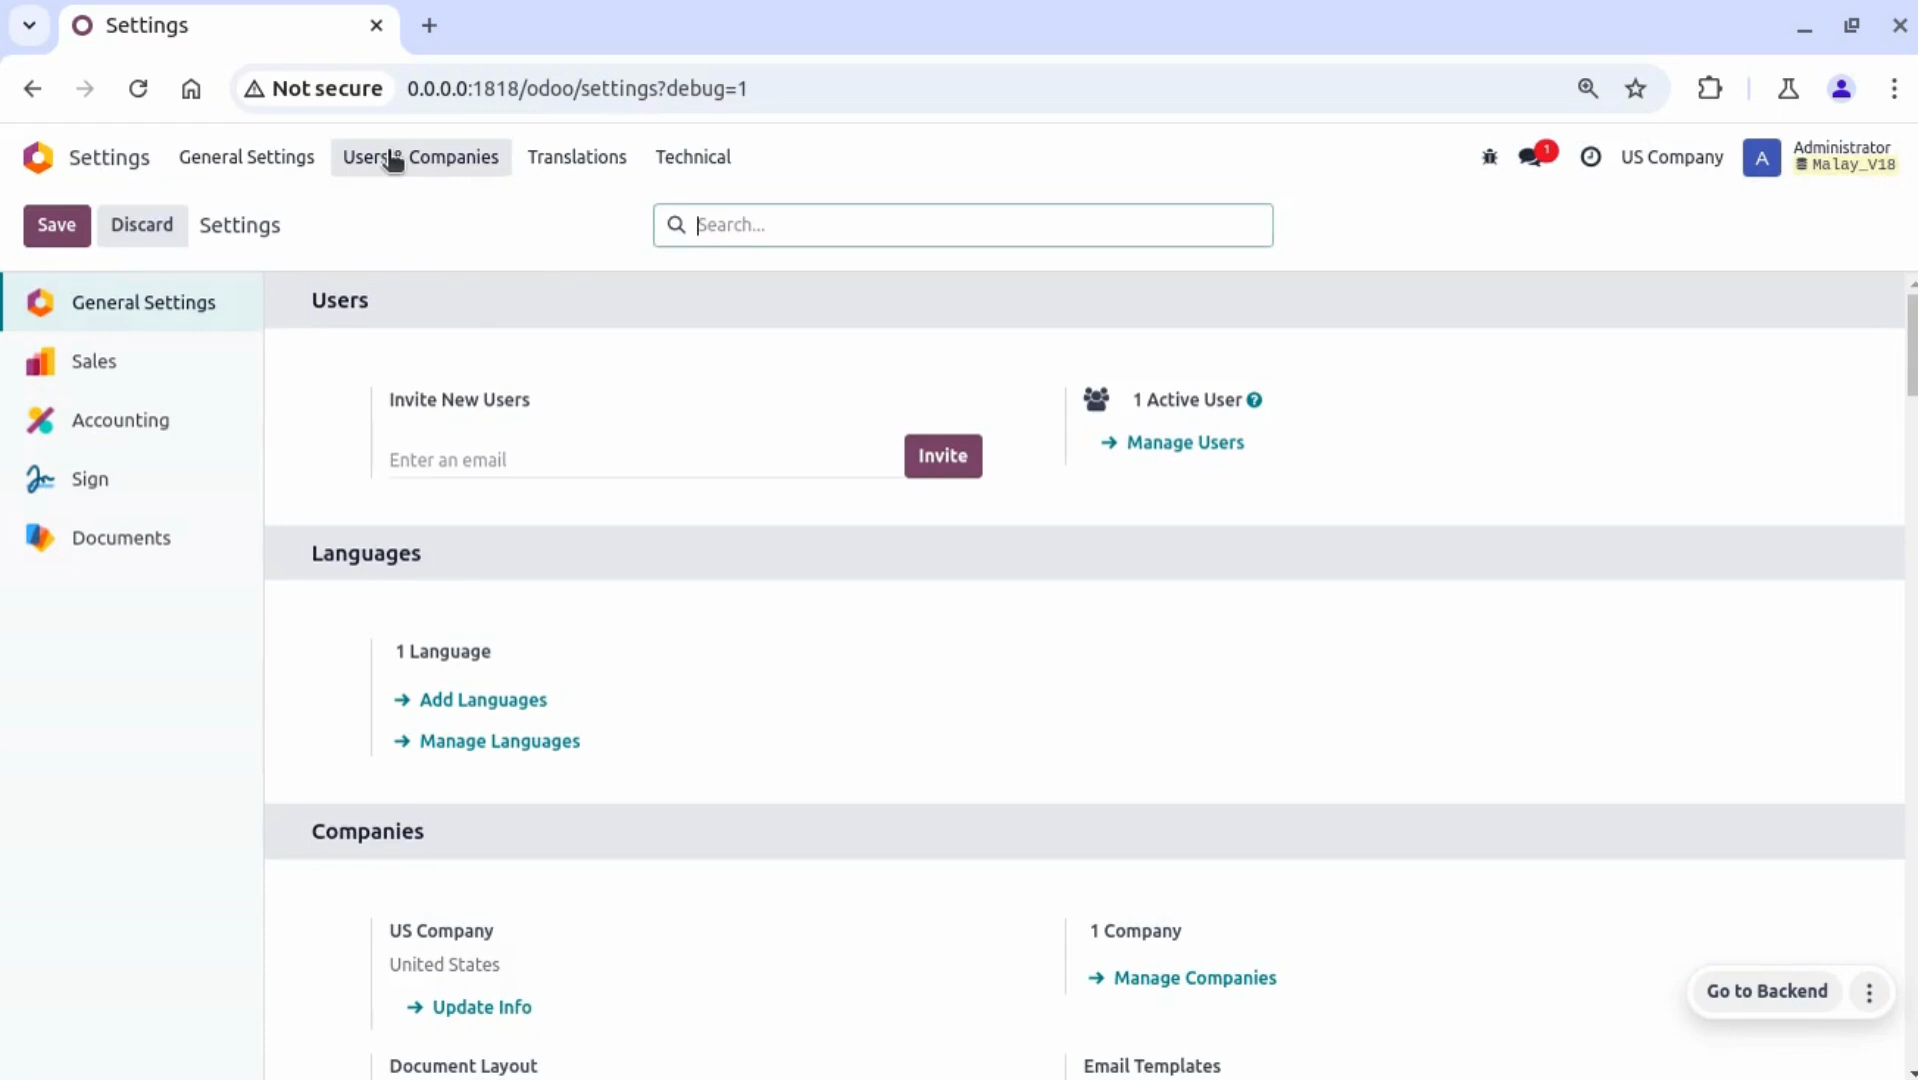 Settings
Not secure 0.0.0.0:1818/odoo/settings?debug=1
Settings General Settings Users & Companies Translations Technical 1 US Company A Administrator
Malay_V18
Save Discard Settings Search...
General Settings
Sales
Accounting
Sign
Documents
Users
Invite New Users
Enter an email Invite
1 Active User ?
→ Manage Users
Languages
1 Language
→ Add Languages
→ Manage Languages
Companies
US Company
United States
→ Update Info
1 Company
→ Manage Companies
Document Layout
Email Templates
Go to Backend